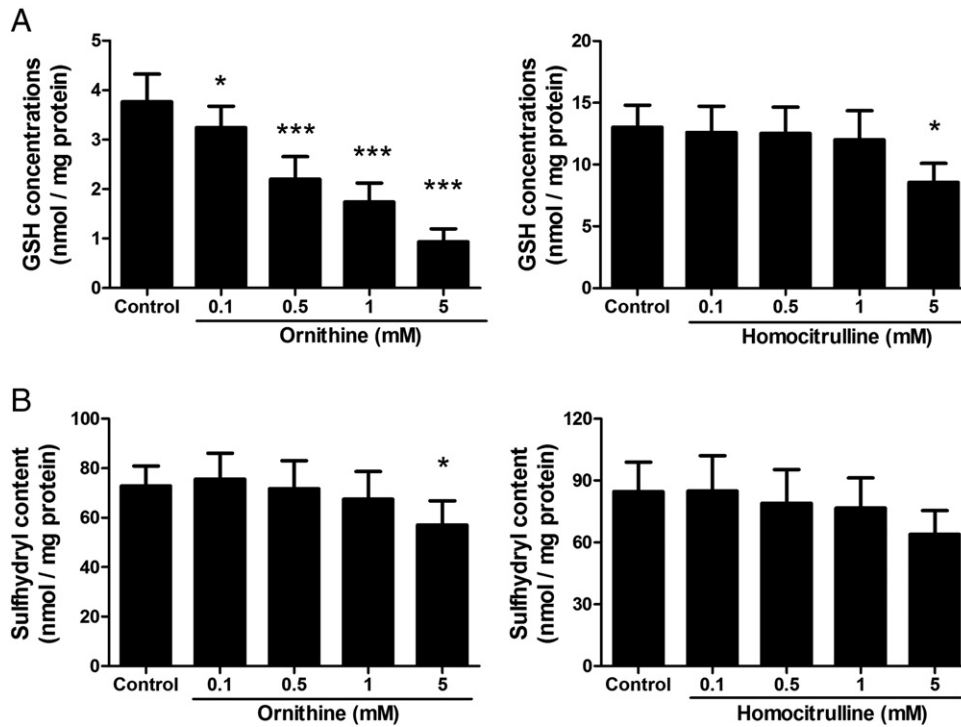 A
GSH concentrations
(nmol / mg protein)
5
4
3
2
1
0
*
***
***
***
Control
0.1
0.5
1
5
Ornithine (mM)
GSH concentrations
(nmol / mg protein)
20
15
10
5
0
*
Control
0.1
0.5
1
5
Homocitrulline (mM)
B
Sulfhydryl content
(nmol / mg protein)
100
80
60
40
20
0
*
Control
0.1
0.5
1
5
Ornithine (mM)
Sulfhydryl content
(nmol / mg protein)
120
90
60
30
0
Control
0.1
0.5
1
5
Homocitrulline (mM)